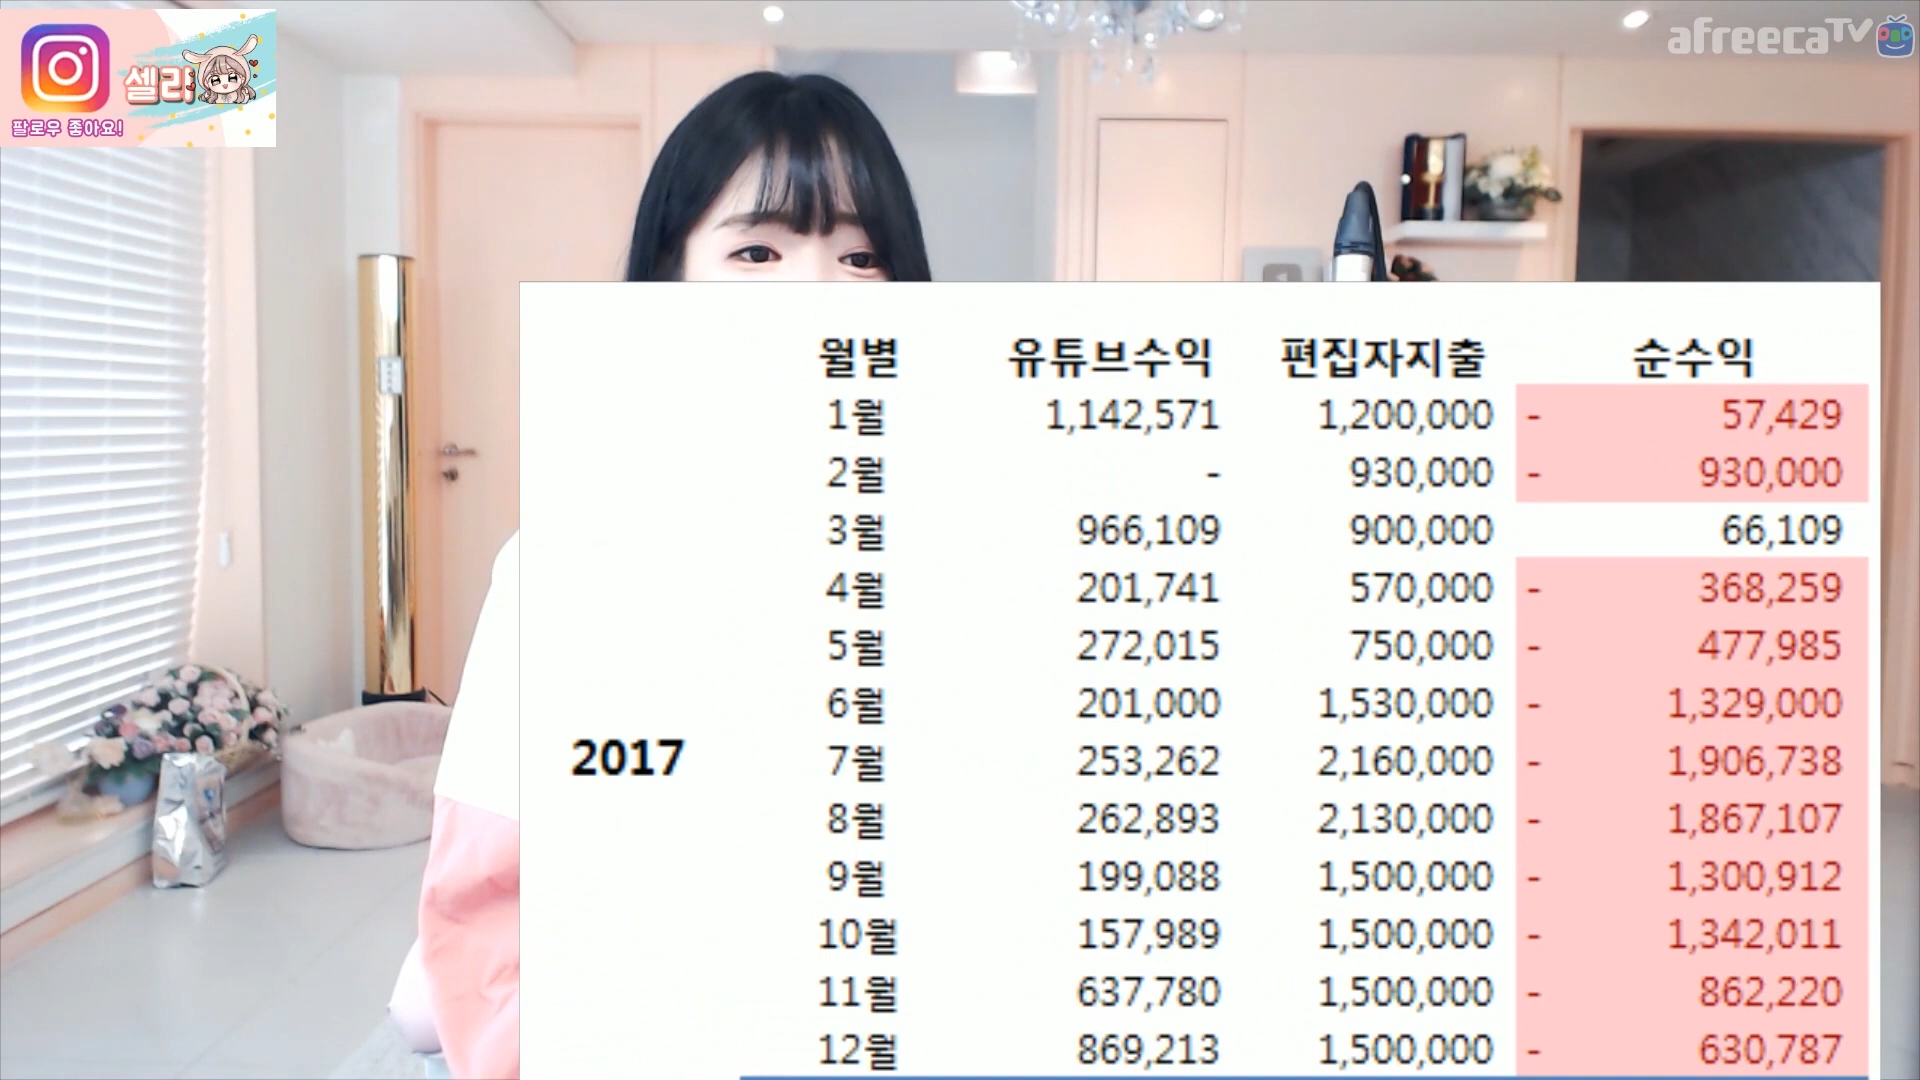 셀리
팔로우 좋아요!
afreecaTV
월별 유튜브수익 편집자지출 순수익
1월 1,142,571 1,200,000 - 57,429
2월 - 930,000 - 930,000
3월 966,109 900,000 66,109
4월 201,741 570,000 - 368,259
5월 272,015 750,000 - 477,985
6월 201,000 1,530,000 - 1,329,000
2017 7월 253,262 2,160,000 - 1,906,738
8월 262,893 2,130,000 - 1,867,107
9월 199,088 1,500,000 - 1,300,912
10월 157,989 1,500,000 - 1,342,011
11월 637,780 1,500,000 - 862,220
12월 869,213 1,500,000 - 630,787